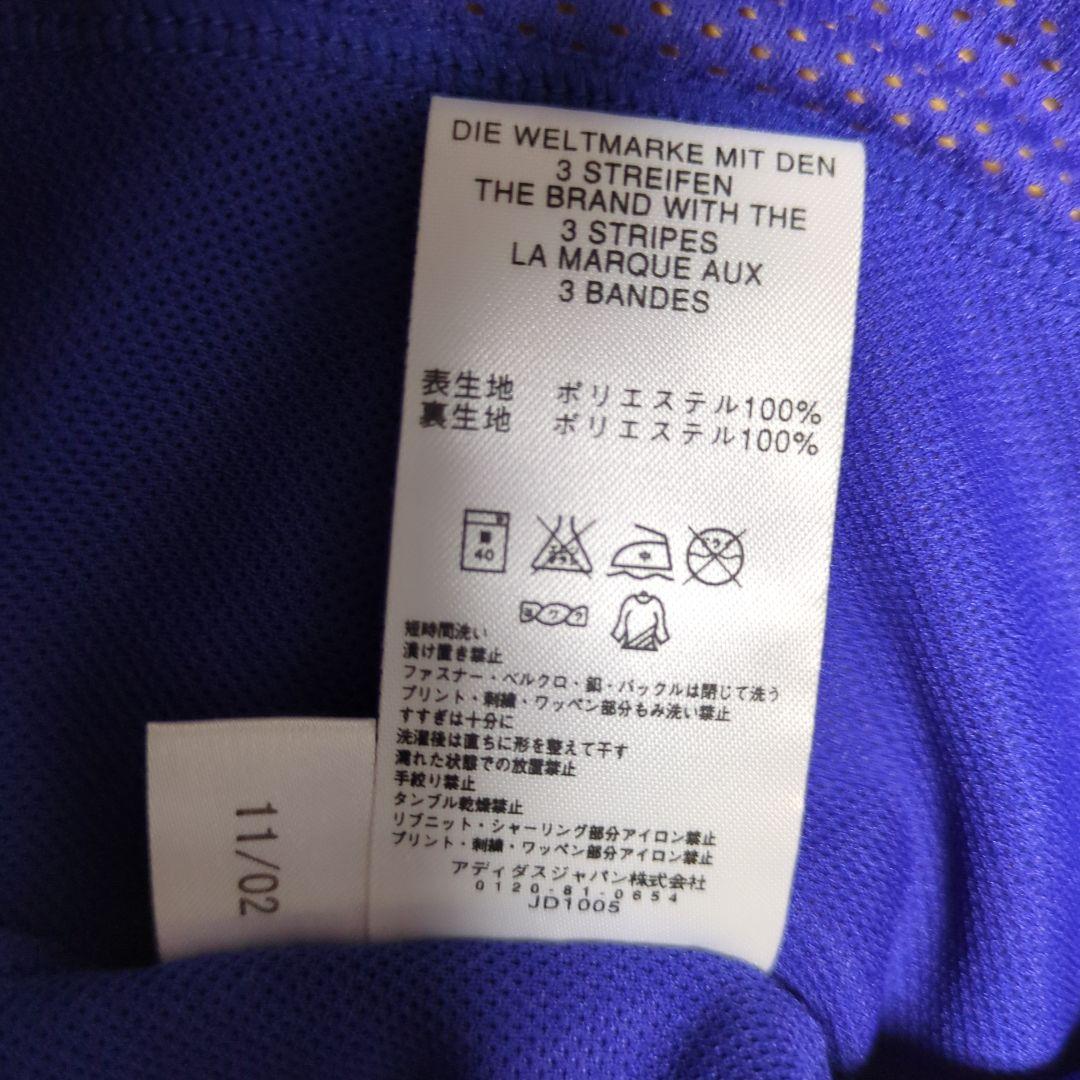 DIE WELTMARKE MIT DEN
3 STREIFEN
THE BRAND WITH THE
3 STRIPES
LA MARQUE AUX
3 BANDES
表生地 ポリエステル100%
裏生地 ポリエステル100%
40
中
短時間洗い
漬け置き禁止
ファスナー・ベルクロ・釦・バックルは閉じて洗う
プリント・刺繍・ワッペン部分もみ洗い禁止
すすぎは十分に
洗濯後は直ちに形を整えて干す
濡れた状態での放置禁止
手絞り禁止
タンブル乾燥禁止
リブニット・シャーリング部分アイロン禁止
プリント・刺繍・ワッペン部分アイロン禁止
アディダスジャパン株式会社
0120-81-0654
JD1005
11/02